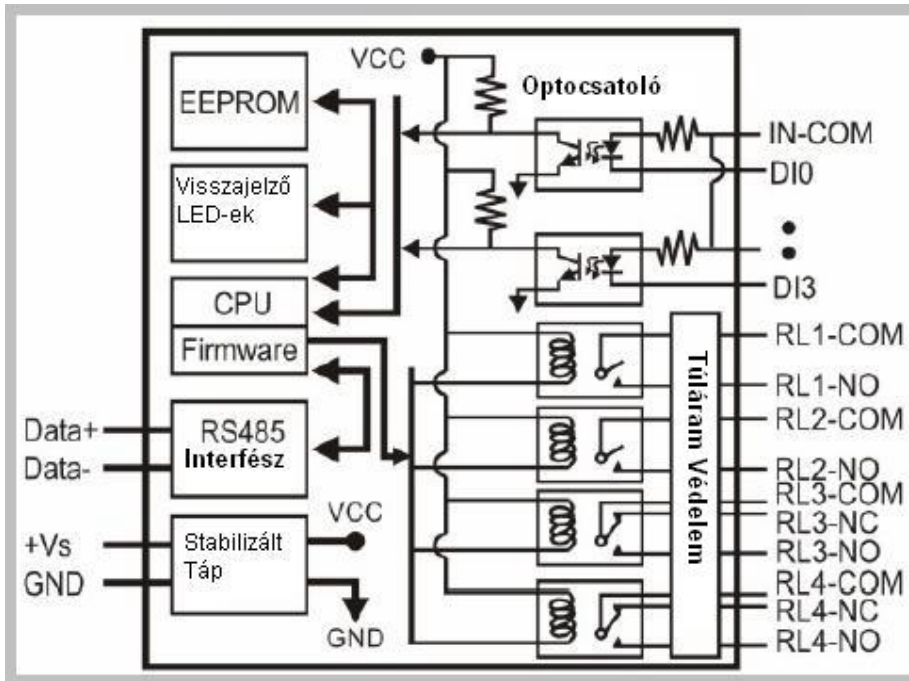 VCC
EEPROM
Optocsatoló
IN-COM
DI0
Visszajelző
LED-ek
DI3
CPU
Firmware
RL1-COM
RL1-NO
Túláram Védelem
Data+
Data-
RS485
Interfész
RL2-COM
RL2-NO
RL3-COM
RL3-NC
RL3-NO
VCC
+Vs
GND
Stabilizált
Táp
GND
RL4-COM
RL4-NC
RL4-NO